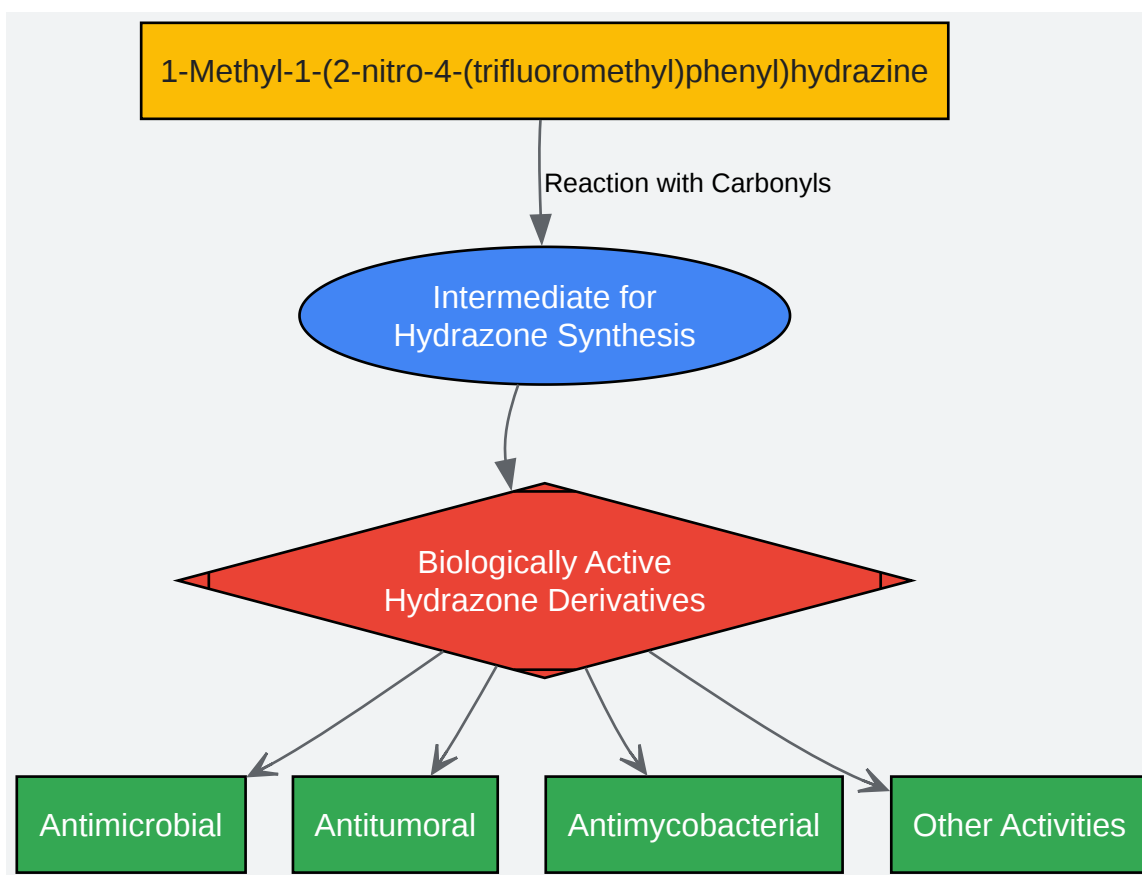 1-Methyl-1-(2-nitro-4-(trifluoromethyl)phenyl)hydrazine
Reaction with Carbonyls
Intermediate for
Hydrazone Synthesis
Biologically Active
Hydrazone Derivatives
Antimicrobial
Antitumoral
Antimycobacterial
Other Activities